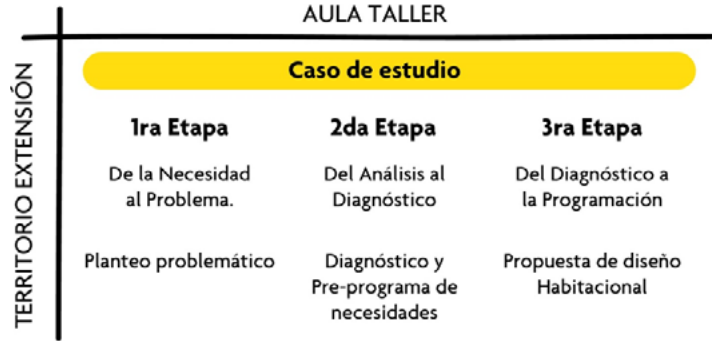 AULA TALLER
TERRITORIO EXTENSIÓN
Caso de estudio
1ra Etapa
De la Necesidad
al Problema.
Planteo problemático
2da Etapa
Del Análisis al
Diagnóstico
Diagnóstico y
Pre-programa de
necesidades
3ra Etapa
Del Diagnóstico a
la Programación
Propuesta de diseño
Habitacional